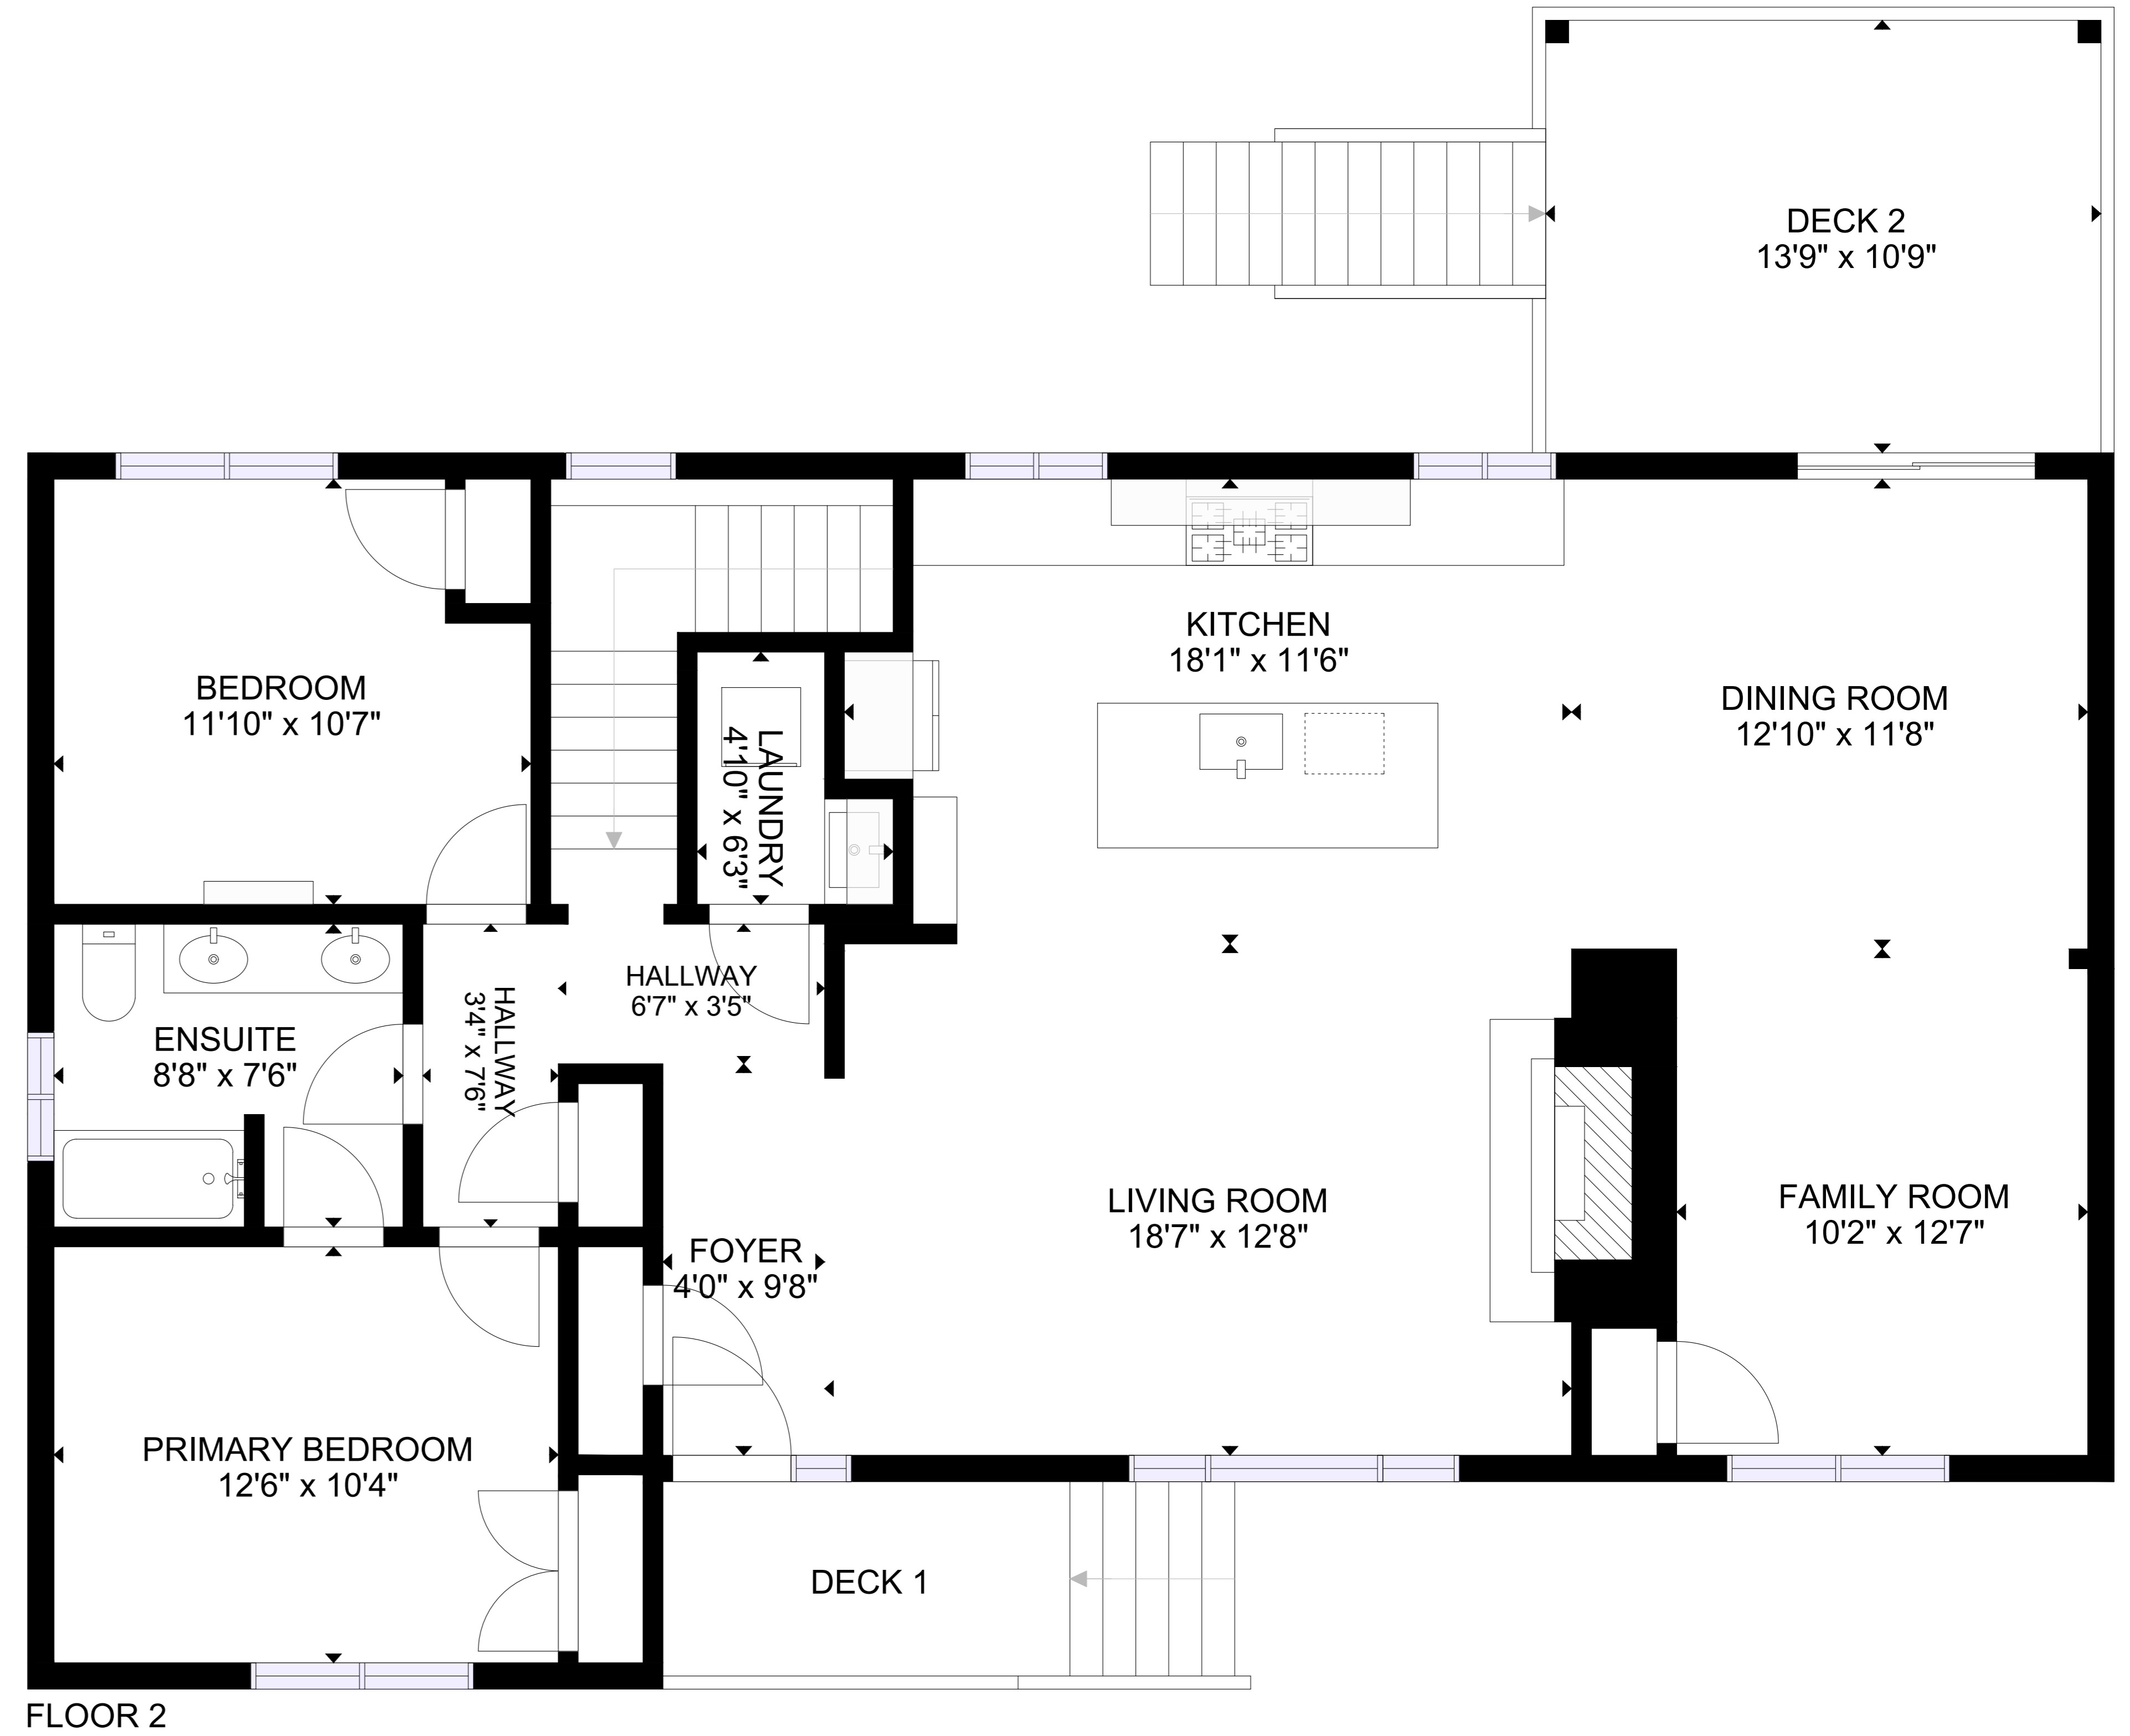 DECK 2
13'9" x 10'9"
KITCHEN
18'1" x 11'6"
BEDROOM
11'10" x 10'7"
DINING ROOM
12'10" x 11'8"
LAUNDRY
4'10" x 6'3"
HALLWAY
6'7" x 3'5"
HALLWAY
3'4" x 7'6"
ENSUITE
8'8" x 7'6"
LIVING ROOM
18'7" x 12'8"
FAMILY ROOM
10'2" x 12'7"
FOYER
4'0" x 9'8"
PRIMARY BEDROOM
12'6" x 10'4"
DECK 1
FLOOR 2